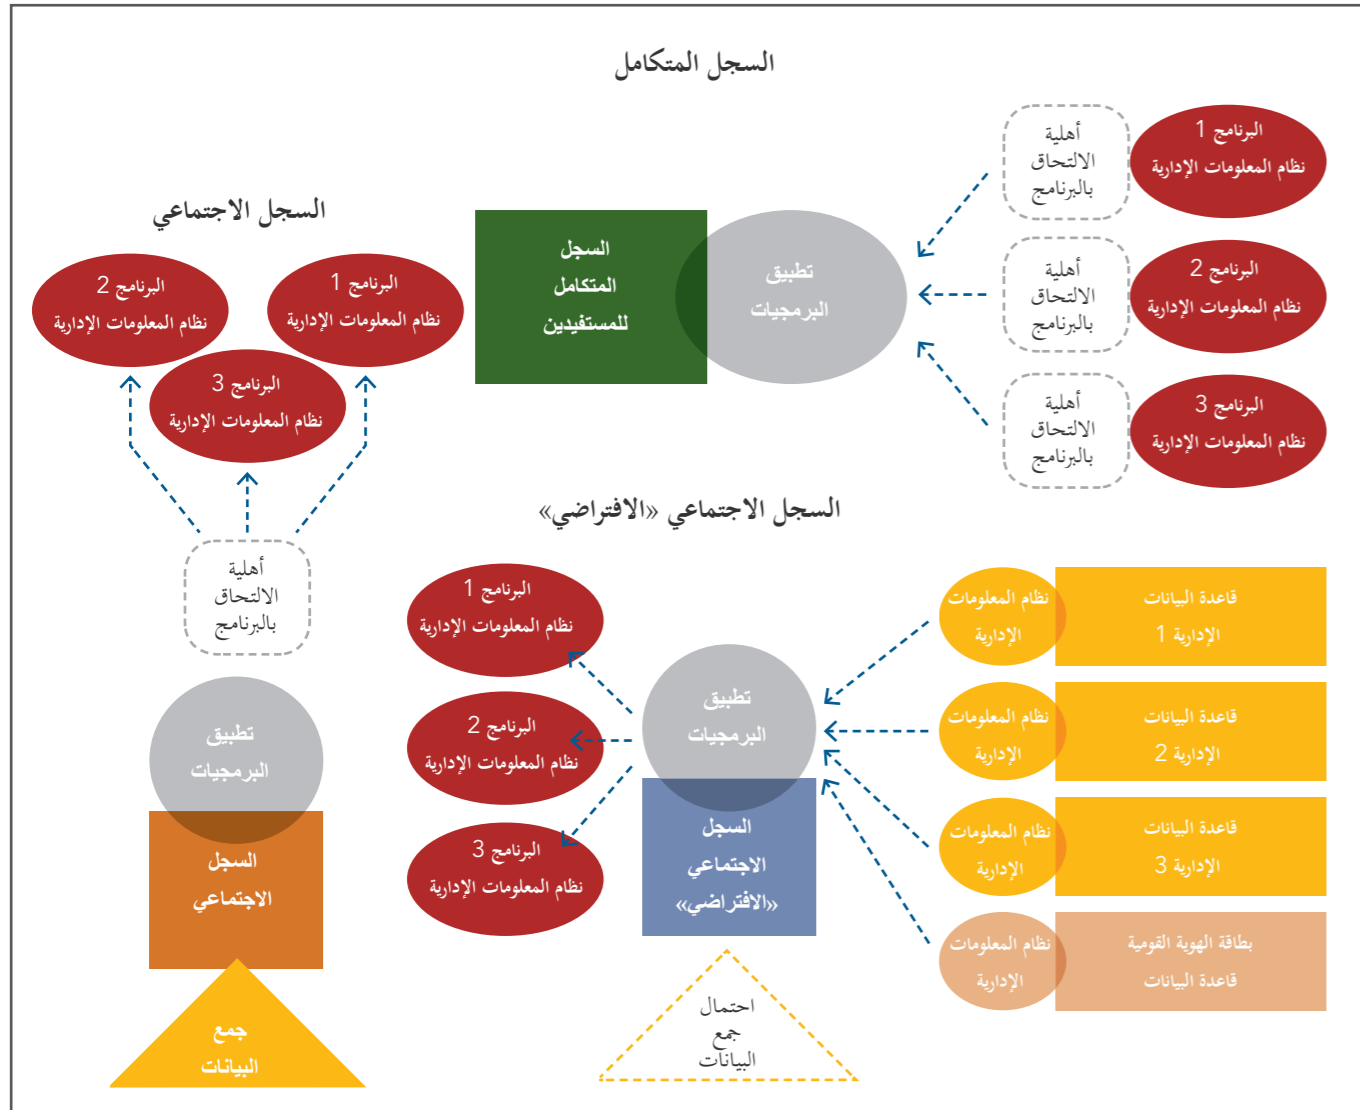 السجل المتكامل
البرنامج 1
نظام المعلومات الإدارية
أهلية
الالتحاق
بالبرنامج
البرنامج 2
نظام المعلومات الإدارية
أهلية
الالتحاق
بالبرنامج
البرنامج 3
نظام المعلومات الإدارية
أهلية
الالتحاق
بالبرنامج
تطبيق
البرمجيات
السجل
المتكامل
للمستفيدين
السجل الاجتماعي
البرنامج 1
نظام المعلومات الإدارية
البرنامج 2
نظام المعلومات الإدارية
البرنامج 3
نظام المعلومات الإدارية
أهلية
الالتحاق
بالبرنامج
تطبيق
البرمجيات
السجل
الاجتماعي
جمع
البيانات
السجل الاجتماعي «الافتراضي»
قاعدة البيانات
الإدارية 1
نظام المعلومات
الإدارية
قاعدة البيانات
الإدارية 2
نظام المعلومات
الإدارية
قاعدة البيانات
الإدارية 3
نظام المعلومات
الإدارية
بطاقة الهوية القومية
قاعدة البيانات
نظام المعلومات
الإدارية
تطبيق
البرمجيات
السجل
الاجتماعي
«الافتراضي»
احتمال
جمع
البيانات
البرنامج 1
نظام المعلومات الإدارية
البرنامج 2
نظام المعلومات الإدارية
البرنامج 3
نظام المعلومات الإدارية